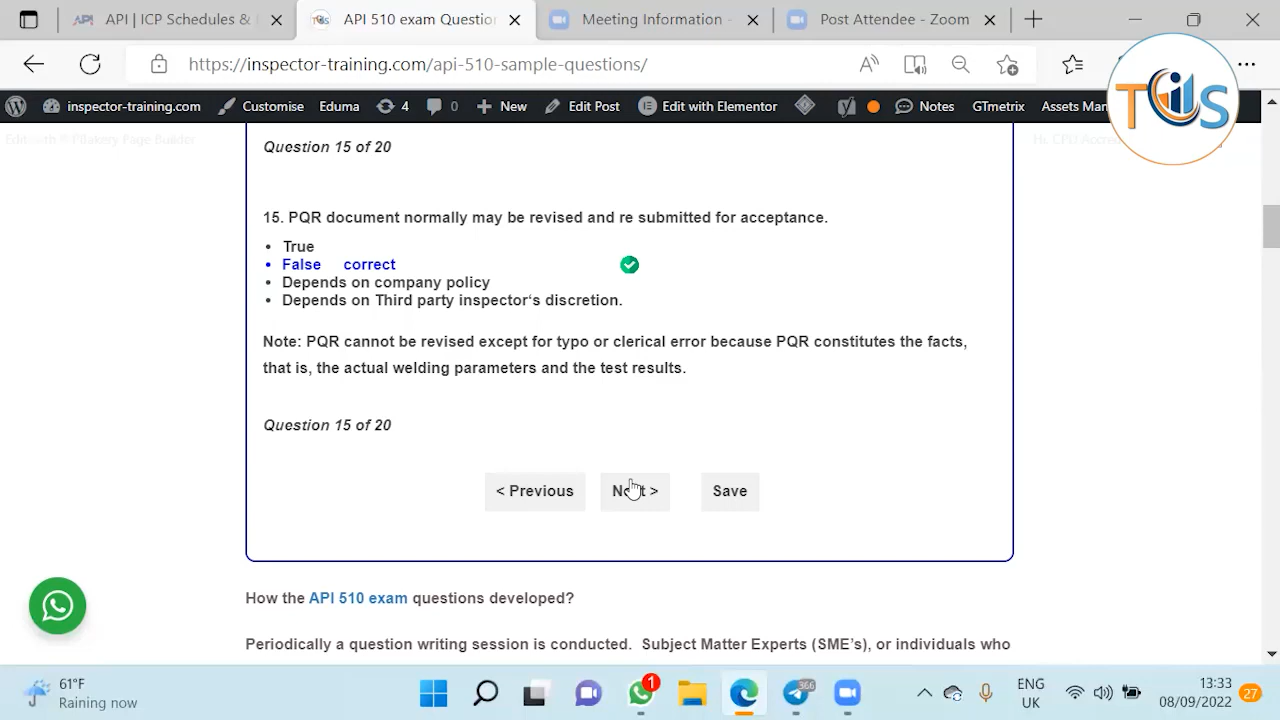 API | ICP Schedules &
API 510 exam Question
Meeting Information -
Post Attendee - Zoom
https://inspector-training.com/api-510-sample-questions/
inspector-training.com
Customise
Eduma
4
0
New
Edit Post
Edit with Elementor
Notes
GTmetrix
Assets Man
TIS
Question 15 of 20
15. PQR document normally may be revised and re submitted for acceptance.
• True
• False correct
• Depends on company policy
• Depends on Third party inspector's discretion.
Note: PQR cannot be revised except for typo or clerical error because PQR constitutes the facts,
that is, the actual welding parameters and the test results.
Question 15 of 20
< Previous
Next >
Save
How the API 510 exam questions developed?
Periodically a question writing session is conducted. Subject Matter Experts (SME's), or individuals who
61°F
Raining now
1
366
ENG
UK
13:33
08/09/2022
27